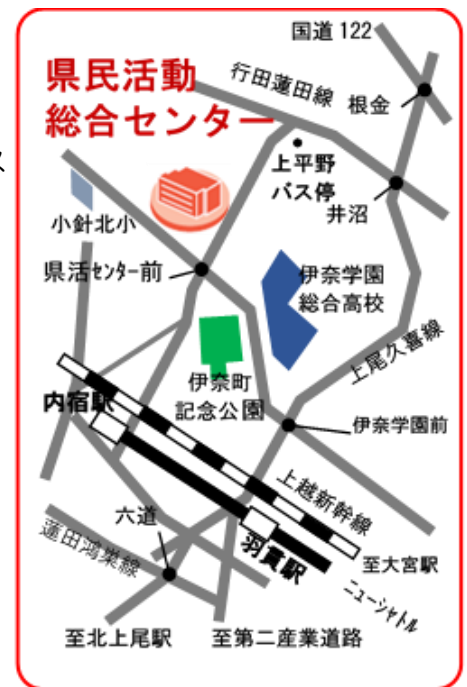 国道 122
行田蓮田線
根金
県民活動
総合センター
ス
上平野
バス停
井沼
小針北小
県活ｾﾝﾀｰ前
伊奈学園
総合高校
上尾久喜線
伊奈町
記念公園
内宿駅
伊奈学園前
上越新幹線
六道
羽貫駅
蓮田鴻巣線
至大宮駅
ニューシャトル
至北上尾駅
至第二産業道路